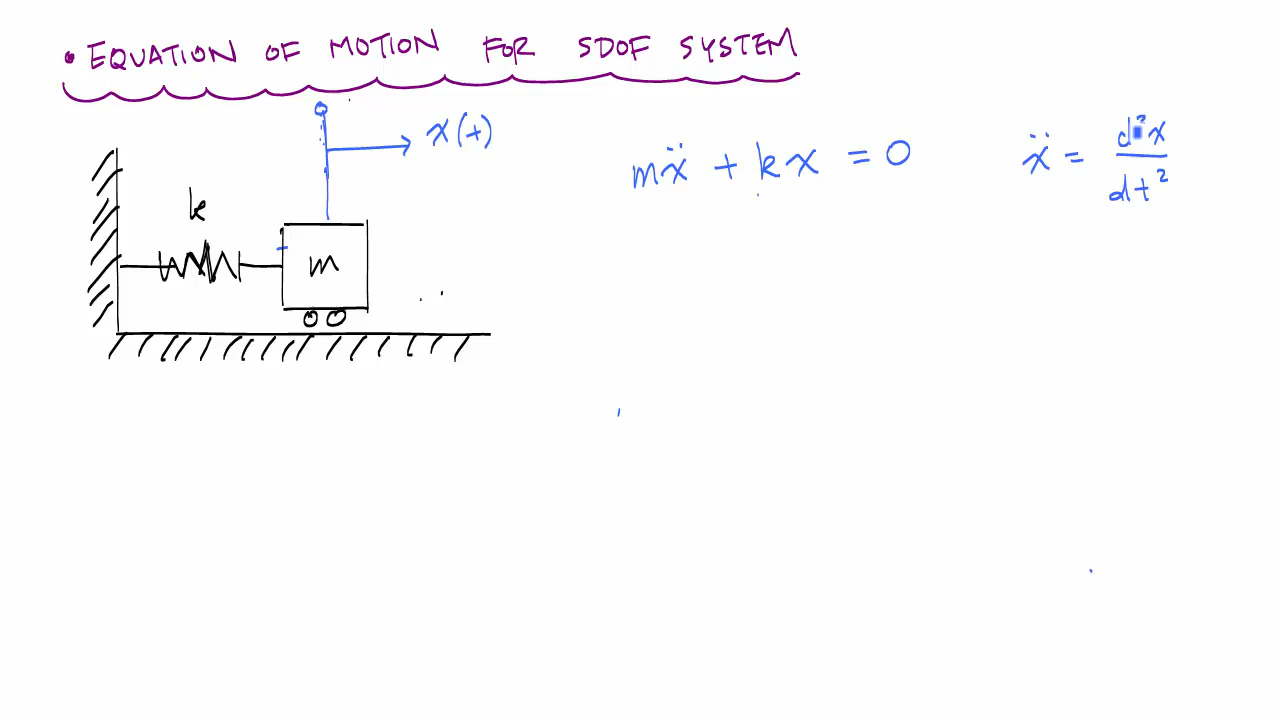 • EQUATION OF MOTION FOR SDOF SYSTEM
x(t)
mẍ + kx = 0
ẍ = d²x/dt²
k
m